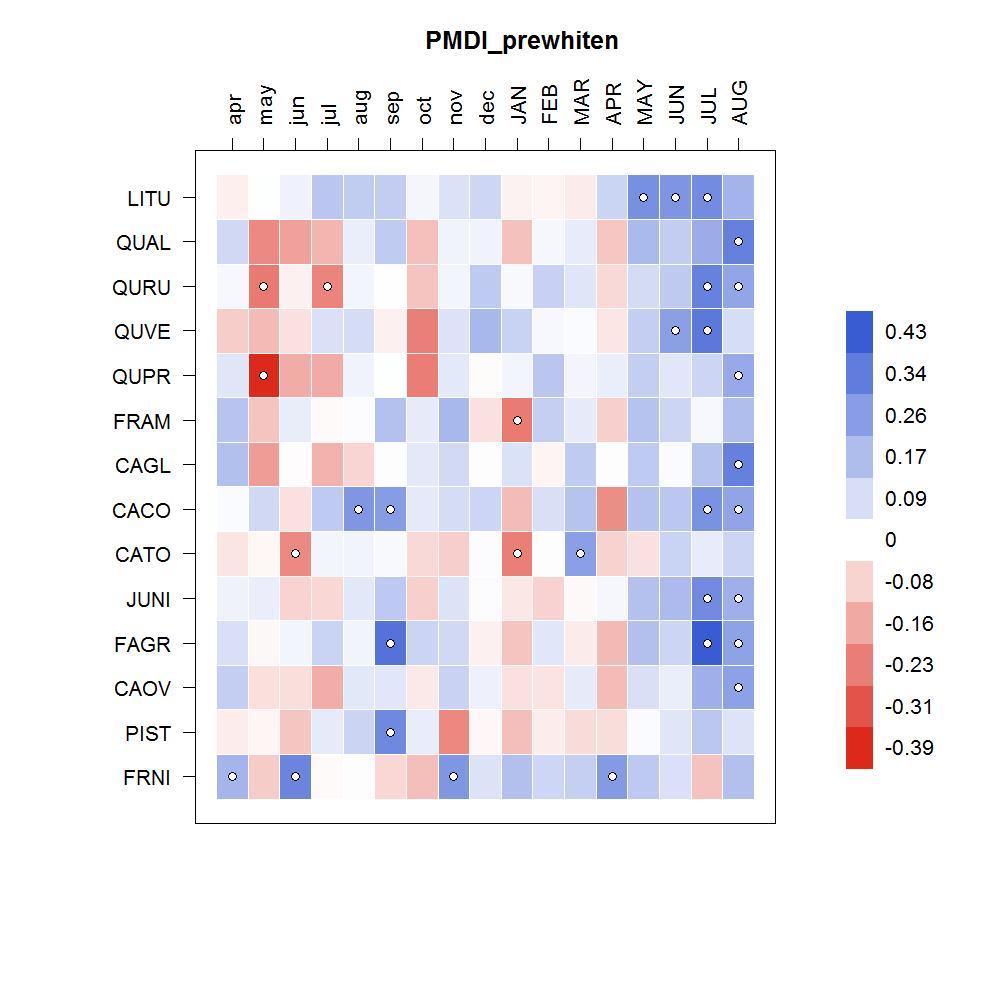 PMDI_prewhiten
apr may jun jul aug sep oct nov dec JAN FEB MAR APR MAY JUN JUL AUG
LITU
QUAL
QURU
QUVE
QUPR
FRAM
CAGL
CACO
CATO
JUNI
FAGR
CAOV
PIST
FRNI
0.43
0.34
0.26
0.17
0.09
0
-0.08
-0.16
-0.23
-0.31
-0.39